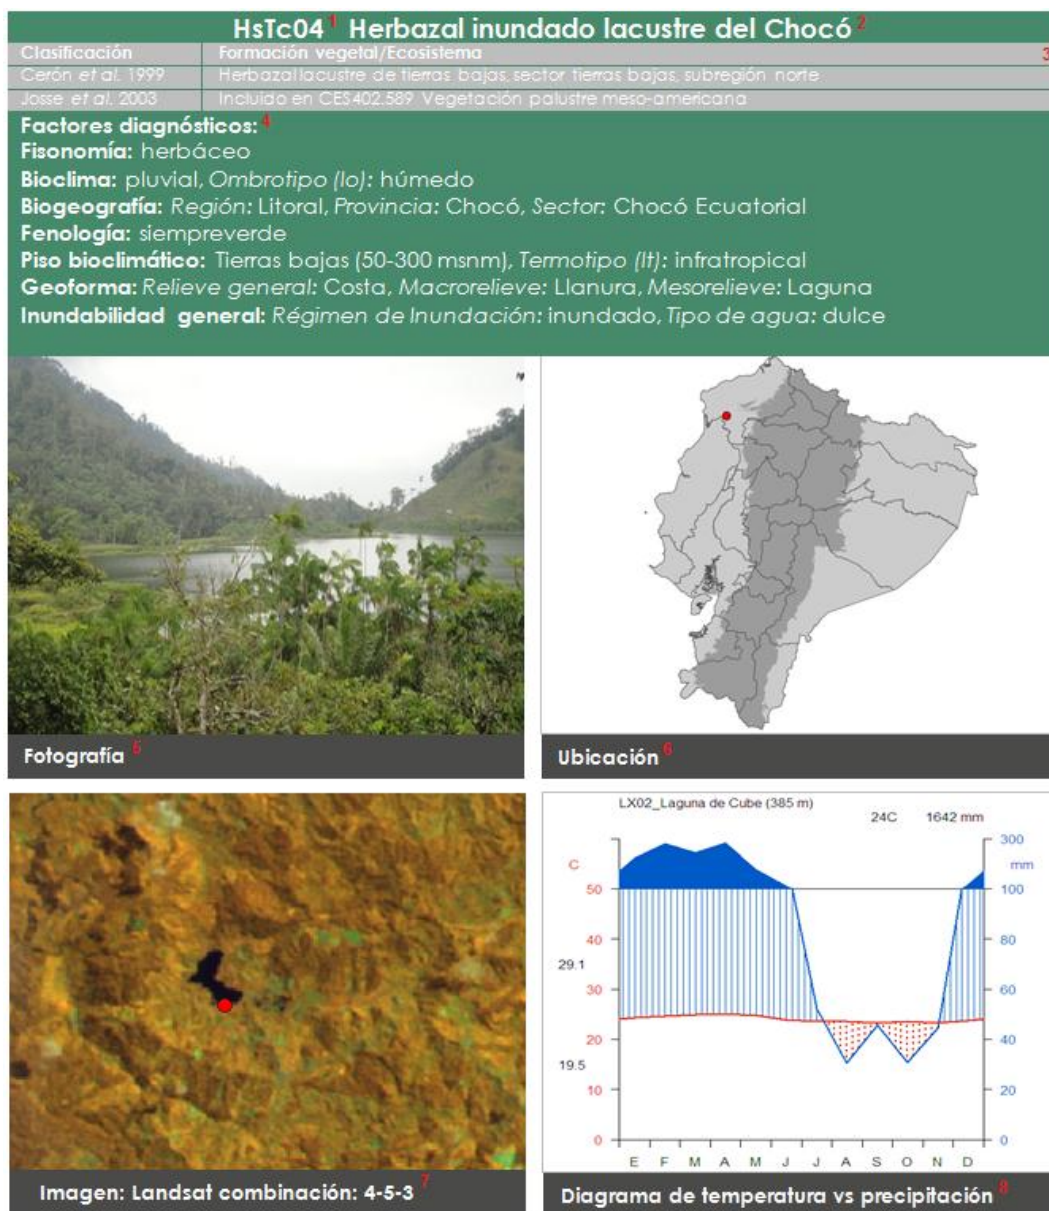 HsTc04 1 Herbazal inundado lacustre del Chocó 2
Clasificación Formación vegetal/Ecosistema 3
Cerón et al. 1999 Herbazal lacustre de tierras bajas, sector tierras bajas, subregión norte
Josse et al. 2003 Incluido en CES402.589 Vegetación palustre meso-americana
Factores diagnósticos: 4
Fisonomía: herbáceo
Bioclima: pluvial, Ombrotipo (Io): húmedo
Biogeografía: Región: Litoral, Provincia: Chocó, Sector: Chocó Ecuatorial
Fenología: siempreverde
Piso bioclimático: Tierras bajas (50-300 msnm), Termotipo (It): infratropical
Geoforma: Relieve general: Costa, Macrorelieve: Llanura, Mesorelieve: Laguna
Inundabilidad general: Régimen de Inundación: inundado, Tipo de agua: dulce
Fotografía 5
Ubicación 6
LX02_Laguna de Cube (385 m)
24C 1642 mm
300
C mm
50 100
40 80
29.1
30 60
20 40
19.5
10 20
0 0
E F M A M J J A S O N D
Imagen: Landsat combinación: 4-5-3 7
Diagrama de temperatura vs precipitación 8